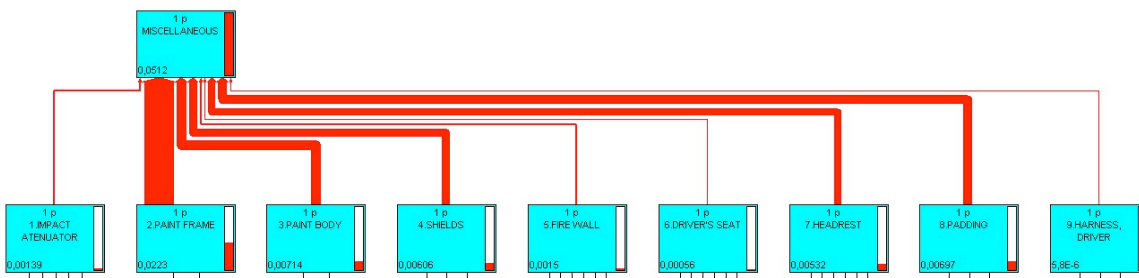 1 p
MISCELLANEOUS
0,0512
1 p
1.IMPACT
ATENUATOR
0,00139
1 p
2.PAINT FRAME
0,0223
1 p
3.PAINT BODY
0,00714
1 p
4.SHIELDS
0,00606
1 p
5.FIRE WALL
0,0015
1 p
6.DRIVER'S SEAT
0,00056
1 p
7.HEADREST
0,00532
1 p
8.PADDING
0,00697
1 p
9.HARNESS,
DRIVER
5,8E-6